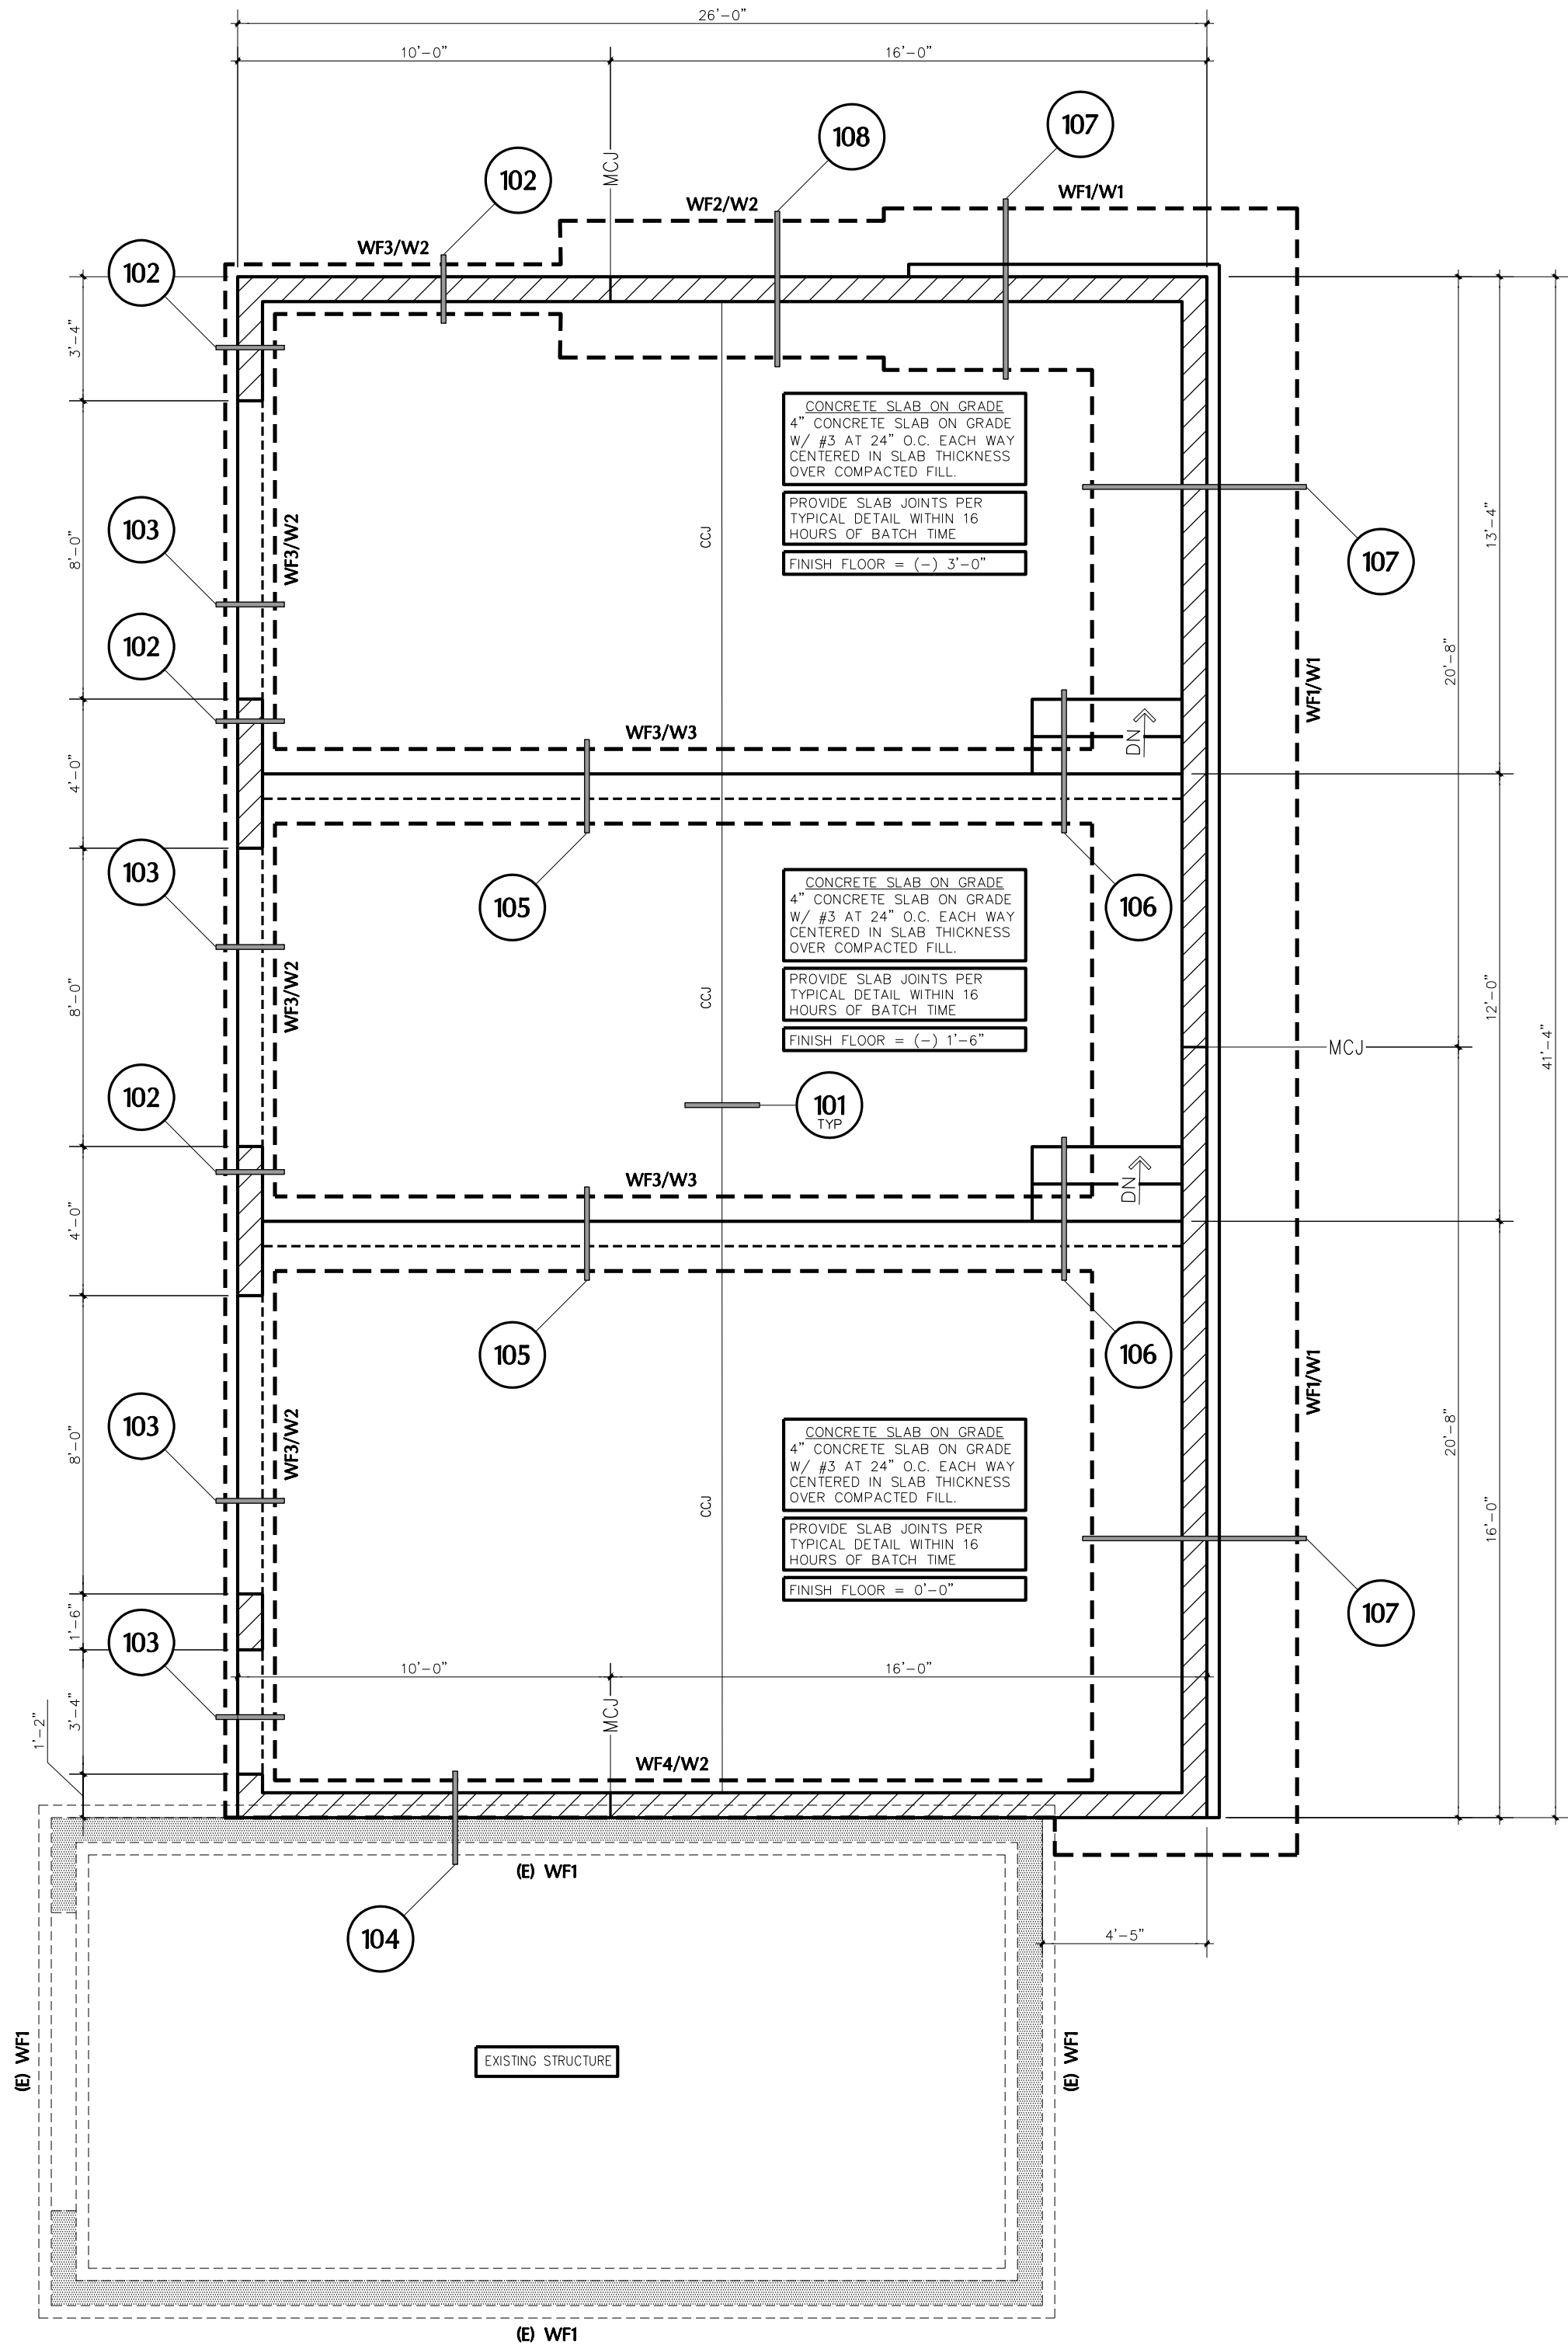 26'-0"
10'-0"
16'-0"
MCJ
107
108
102
WF1/W1
WF2/W2
WF3/W2
102
3'-4"
CONCRETE SLAB ON GRADE
4" CONCRETE SLAB ON GRADE
W/ #3 AT 24" O.C. EACH WAY
CENTERED IN SLAB THICKNESS
OVER COMPACTED FILL.
PROVIDE SLAB JOINTS PER
TYPICAL DETAIL WITHIN 16
HOURS OF BATCH TIME
FINISH FLOOR = (-) 3'-0"
103
8'-0"
WF3/W2
CCJ
107
13'-4"
102
20'-8"
WF1/W1
WF3/W3
DN
4'-0"
103
105
106
CONCRETE SLAB ON GRADE
4" CONCRETE SLAB ON GRADE
W/ #3 AT 24" O.C. EACH WAY
CENTERED IN SLAB THICKNESS
OVER COMPACTED FILL.
PROVIDE SLAB JOINTS PER
TYPICAL DETAIL WITHIN 16
HOURS OF BATCH TIME
FINISH FLOOR = (-) 1'-6"
8'-0"
WF3/W2
CCJ
12'-0"
MCJ
41'-4"
102
101
TYP
WF3/W3
DN
4'-0"
105
106
WF1/W1
103
8'-0"
WF3/W2
CONCRETE SLAB ON GRADE
4" CONCRETE SLAB ON GRADE
W/ #3 AT 24" O.C. EACH WAY
CENTERED IN SLAB THICKNESS
OVER COMPACTED FILL.
PROVIDE SLAB JOINTS PER
TYPICAL DETAIL WITHIN 16
HOURS OF BATCH TIME
FINISH FLOOR = 0'-0"
CCJ
20'-8"
16'-0"
107
1'-6"
103
10'-0"
16'-0"
3'-4"
MCJ
1'-2"
WF4/W2
(E) WF1
104
4'-5"
(E) WF1
EXISTING STRUCTURE
(E) WF1
(E) WF1